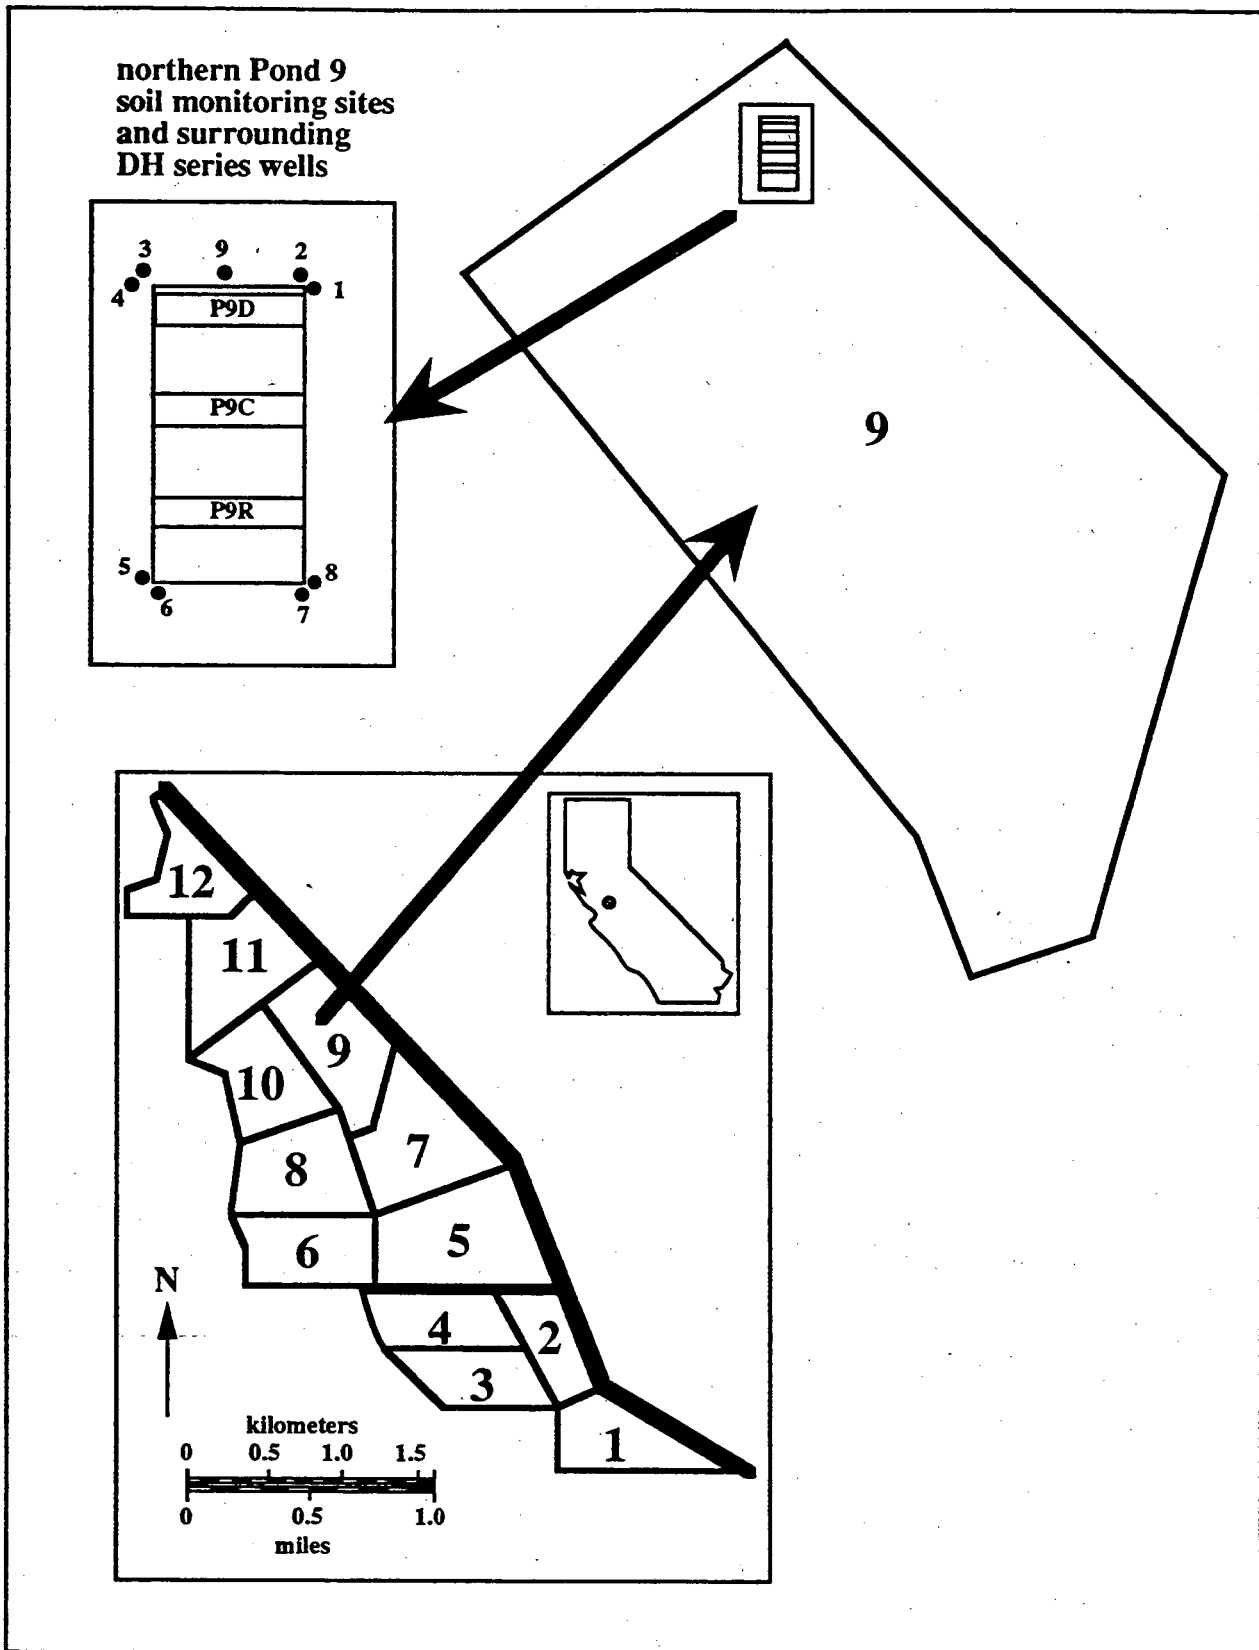 northern Pond 9
soil monitoring sites
and surrounding
DH series wells
3 9 2
4 1
P9D
P9C
P9R
5 8
6 7
9
12
11
9
10
7
8
5
6
N
4 2
3
1
kilometers
0 0.5 1.0 1.5
0 0.5 1.0
miles